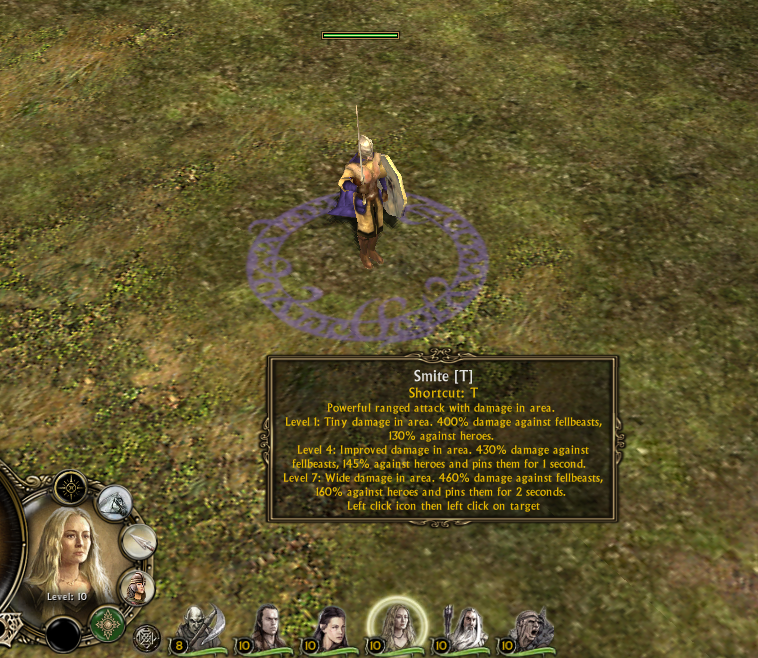 Smite [T]
Shortcut: T
Powerful ranged attack with damage in area.
Level 1: Tiny damage in area. 400% damage against fellbeasts,
130% against heroes.
Level 4: Improved damage in area. 430% damage against
fellbeasts, 145% against heroes and pins them for 1 second.
Level 7: Wide damage in area. 460% damage against fellbeasts,
160% against heroes and pins them for 2 seconds.
Left click icon then left click on target
Level: 10
8 10 10 10 10 10